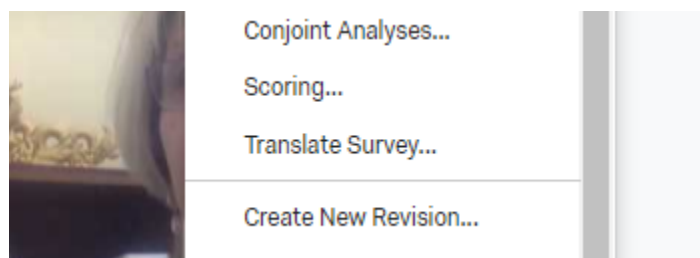 Conjoint Analyses...
Scoring...
Translate Survey...
Create New Revision...